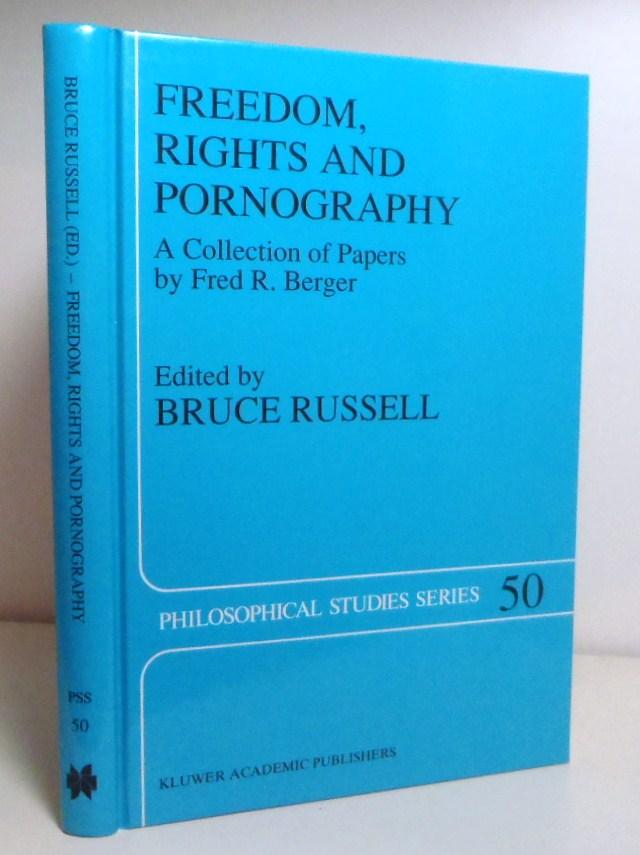 BRUCE RUSSELL (ED.) – FREEDOM, RIGHTS AND PORNOGRAPHY
PSS
50
FREEDOM,
RIGHTS AND
PORNOGRAPHY
A Collection of Papers
by Fred R. Berger
Edited by
BRUCE RUSSELL
PHILOSOPHICAL STUDIES SERIES 50
KLUWER ACADEMIC PUBLISHERS